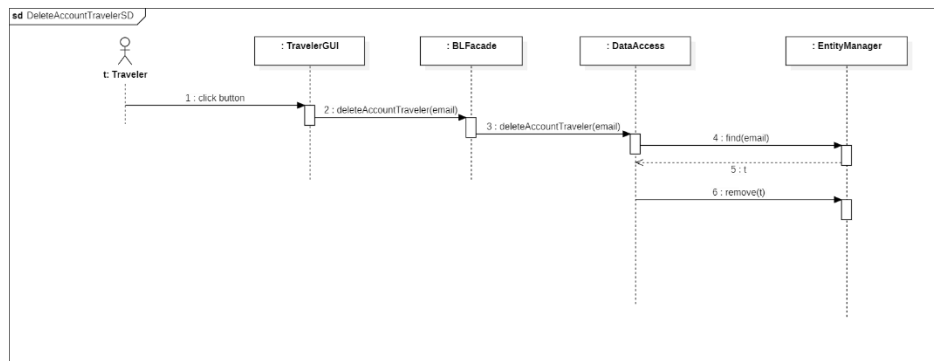 sd DeleteAccountTravelerSD
: TravelerGUI
: BLFacade
: DataAccess
: EntityManager
t: Traveler
1 : click button
2 : deleteAccountTraveler(email)
3 : deleteAccountTraveler(email)
4 : find(email)
5 : t
6 : remove(t)